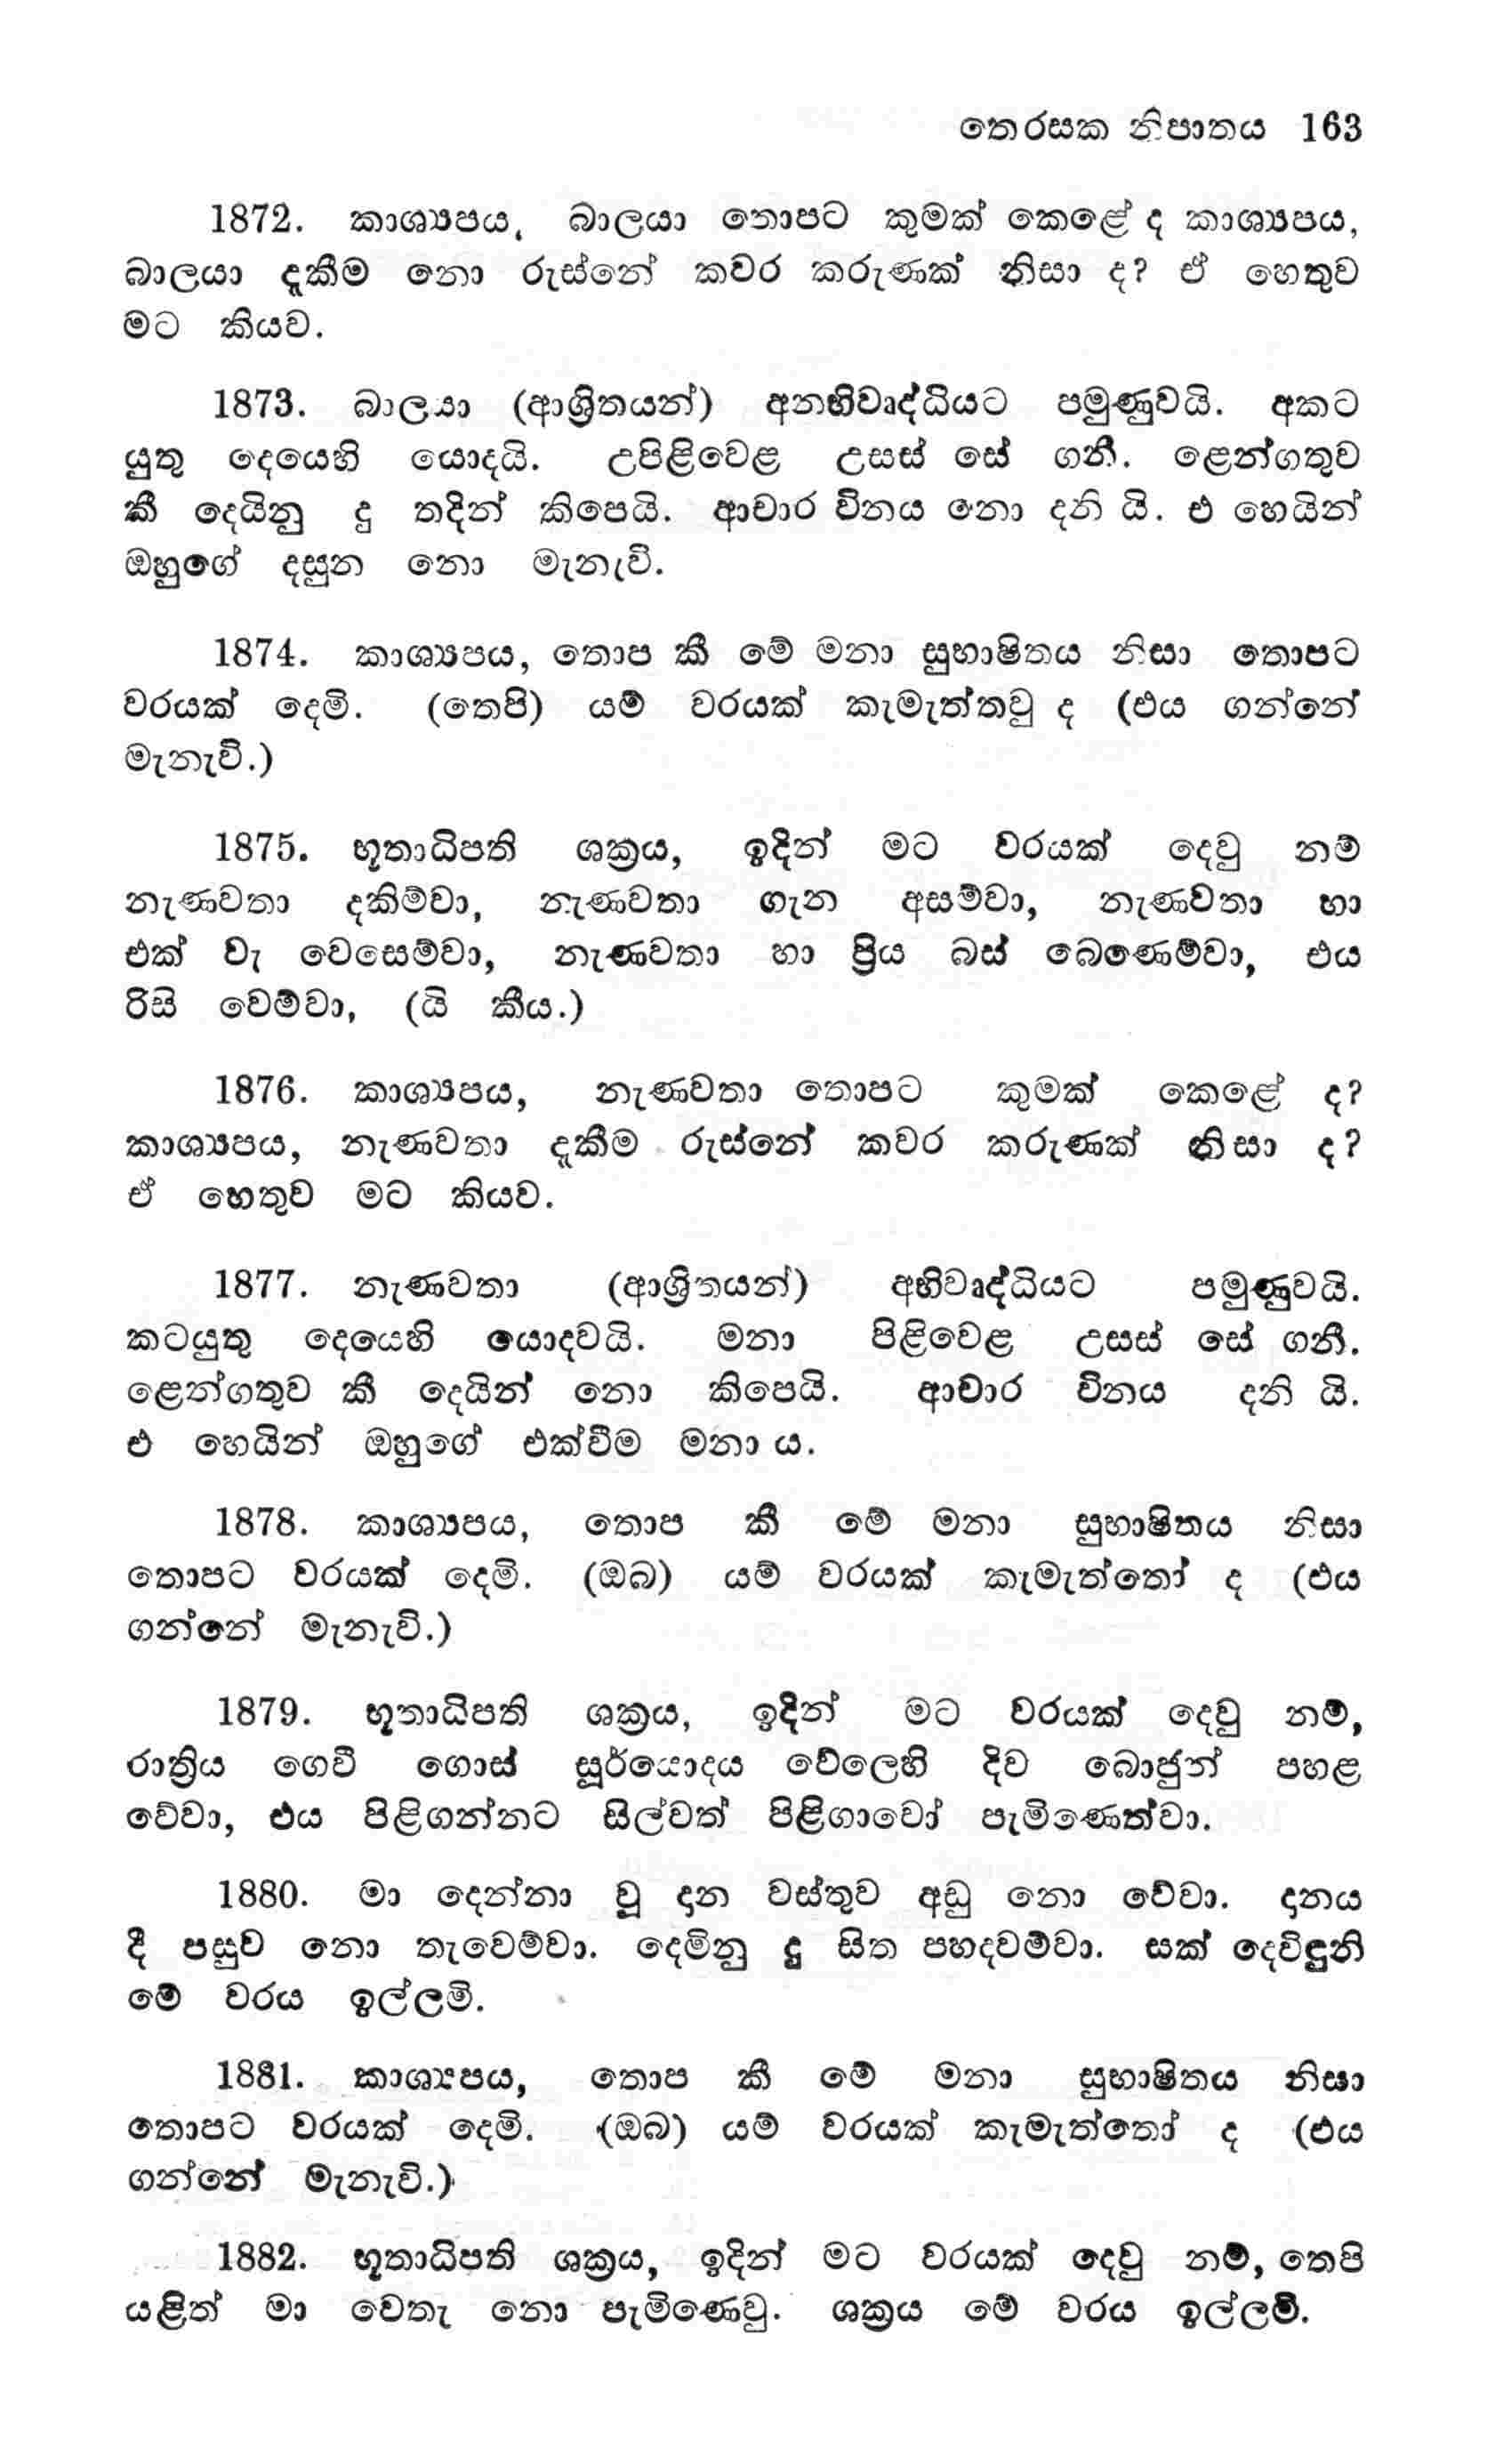 තෙරසක නිපාතය 163
1872. කාශ්‍යපය, බාලයා තොපට කුමක් කෙළේ ද කාශ්‍යපය,
බාලයා දැකීම නො රුස්නේ කවර කරුණක් නිසා ද? ඒ හෙතුව
මට කියව.
1873. බාලයා (ආශ්‍රිතයන්) අනභිවෘද්ධියට පමුණුවයි. අකට
යුතු දෙයෙහි යොදයි. උපිළිවෙළ උසස් සේ ගනී. ළෙන්ගතුව
කී දෙයිනු දු තදින් කිපෙයි. ආචාර විනය නො දනි යි. එ හෙයින්
ඔහුගේ දසුන නො මැනැවි.
1874. කාශ්‍යපය, තොප කී මේ මනා සුභාෂිතය නිසා තොපට
වරයක් දෙමි. (තෙපි) යම් වරයක් කැමැත්තවු ද (එය ගන්නේ
මැනැවි.)
1875. භූතාධිපති ශක්‍රය, ඉදින් මට වරයක් දෙවු නම්
නැණවතා දකිම්වා, නැණවතා ගැන අසම්වා, නැණවතා හා
එක් වැ වෙසෙම්වා, නැණවතා හා ප්‍රිය බස් බෙණෙම්වා, එය
රිසි වෙම්වා, (යි කීය.)
1876. කාශ්‍යපය, නැණවතා තොපට කුමක් කෙළේ ද?
කාශ්‍යපය, නැණවතා දැකීම රුස්නේ කවර කරුණක් නිසා ද?
ඒ හෙතුව මට කියව.
1877. නැණවතා (ආශ්‍රිතයන්) අභිවෘද්ධියට පමුණුවයි.
කටයුතු දෙයෙහි යොදවයි. මනා පිළිවෙළ උසස් සේ ගනී.
ළෙන්ගතුව කී දෙයින් නො කිපෙයි. ආචාර විනය දනි යි.
එ හෙයින් ඔහුගේ එක්වීම මනා ය.
1878. කාශ්‍යපය, තොප කී මේ මනා සුභාෂිතය නිසා
තොපට වරයක් දෙමි. (ඔබ) යම් වරයක් කැමැත්තෝ ද (එය
ගන්නේ මැනැවි.)
1879. භූතාධිපති ශක්‍රය, ඉදින් මට වරයක් දෙවු නම්,
රාත්‍රිය ගෙවී ගොස් සූර්යොදය වේලෙහි දිව බොජුන් පහළ
වේවා, එය පිළිගන්නට සිල්වත් පිළිගාවෝ පැමිණෙත්වා.
1880. මා දෙන්නා වූ දාන වස්තුව අඩු නො වේවා. දානය
දී පසුව නො තැවෙම්වා. දෙමිනු දු සිත පහදවම්වා. සක් දෙවිඳුනි
මේ වරය ඉල්ලමි.
1881. කාශ්‍යපය, තොප කී මේ මනා සුභාෂිතය නිසා
තොපට වරයක් දෙමි. (ඔබ) යම් වරයක් කැමැත්තෝ ද (එය
ගන්නේ මැනැවි.)
1882. භූතාධිපති ශක්‍රය, ඉදින් මට වරයක් දෙවු නම්, තෙපි
යළිත් මා වෙතැ නො පැමිණෙවු. ශක්‍රය මේ වරය ඉල්ලමි.